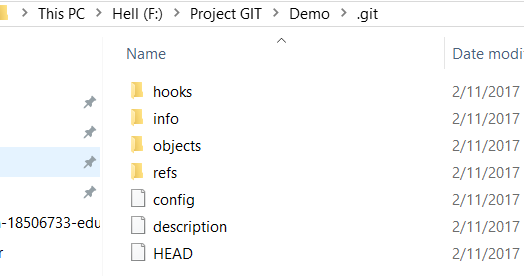 This PC > Hell (F:) > Project GIT > Demo > .git
Name Date modi
hooks 2/11/2017
info 2/11/2017
objects 2/11/2017
refs 2/11/2017
config 2/11/2017
-18506733-edu description 2/11/2017
r HEAD 2/11/2017